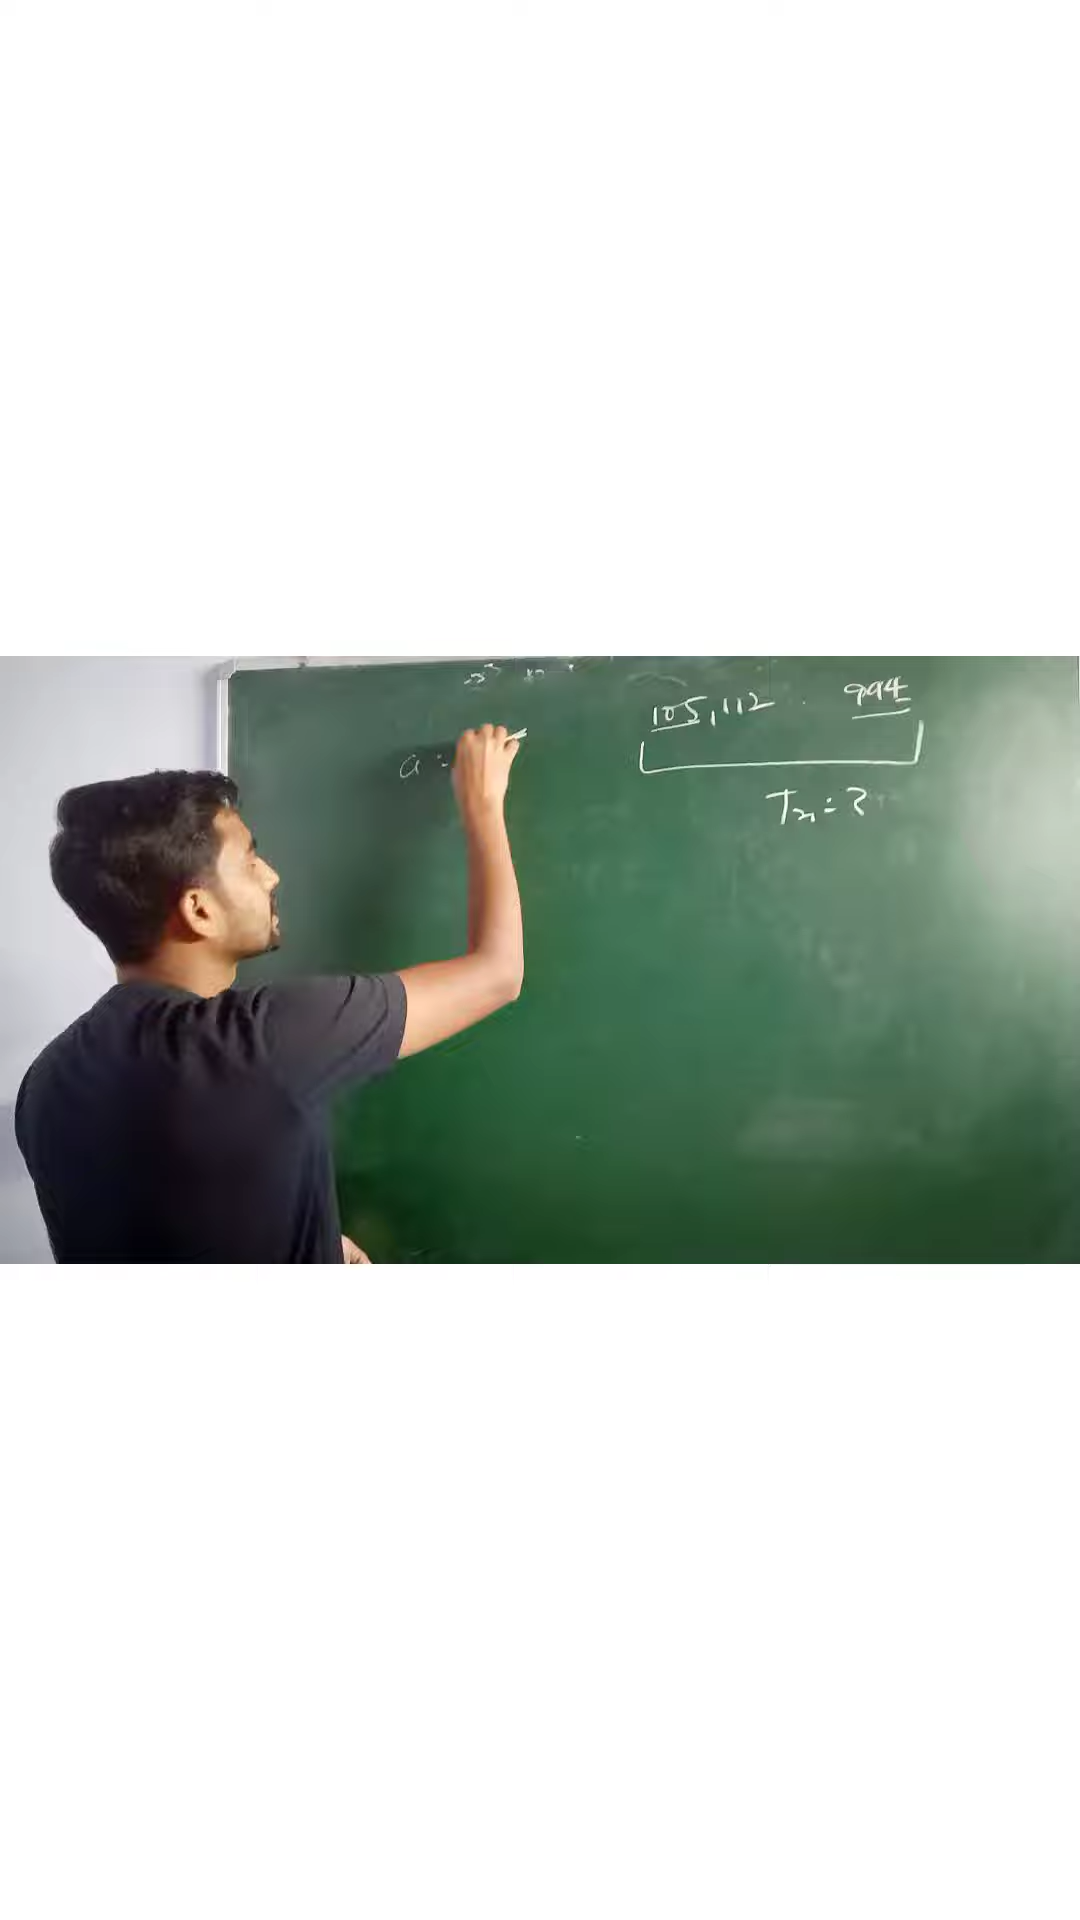 105, 112 . 994
a =
Tn = ?